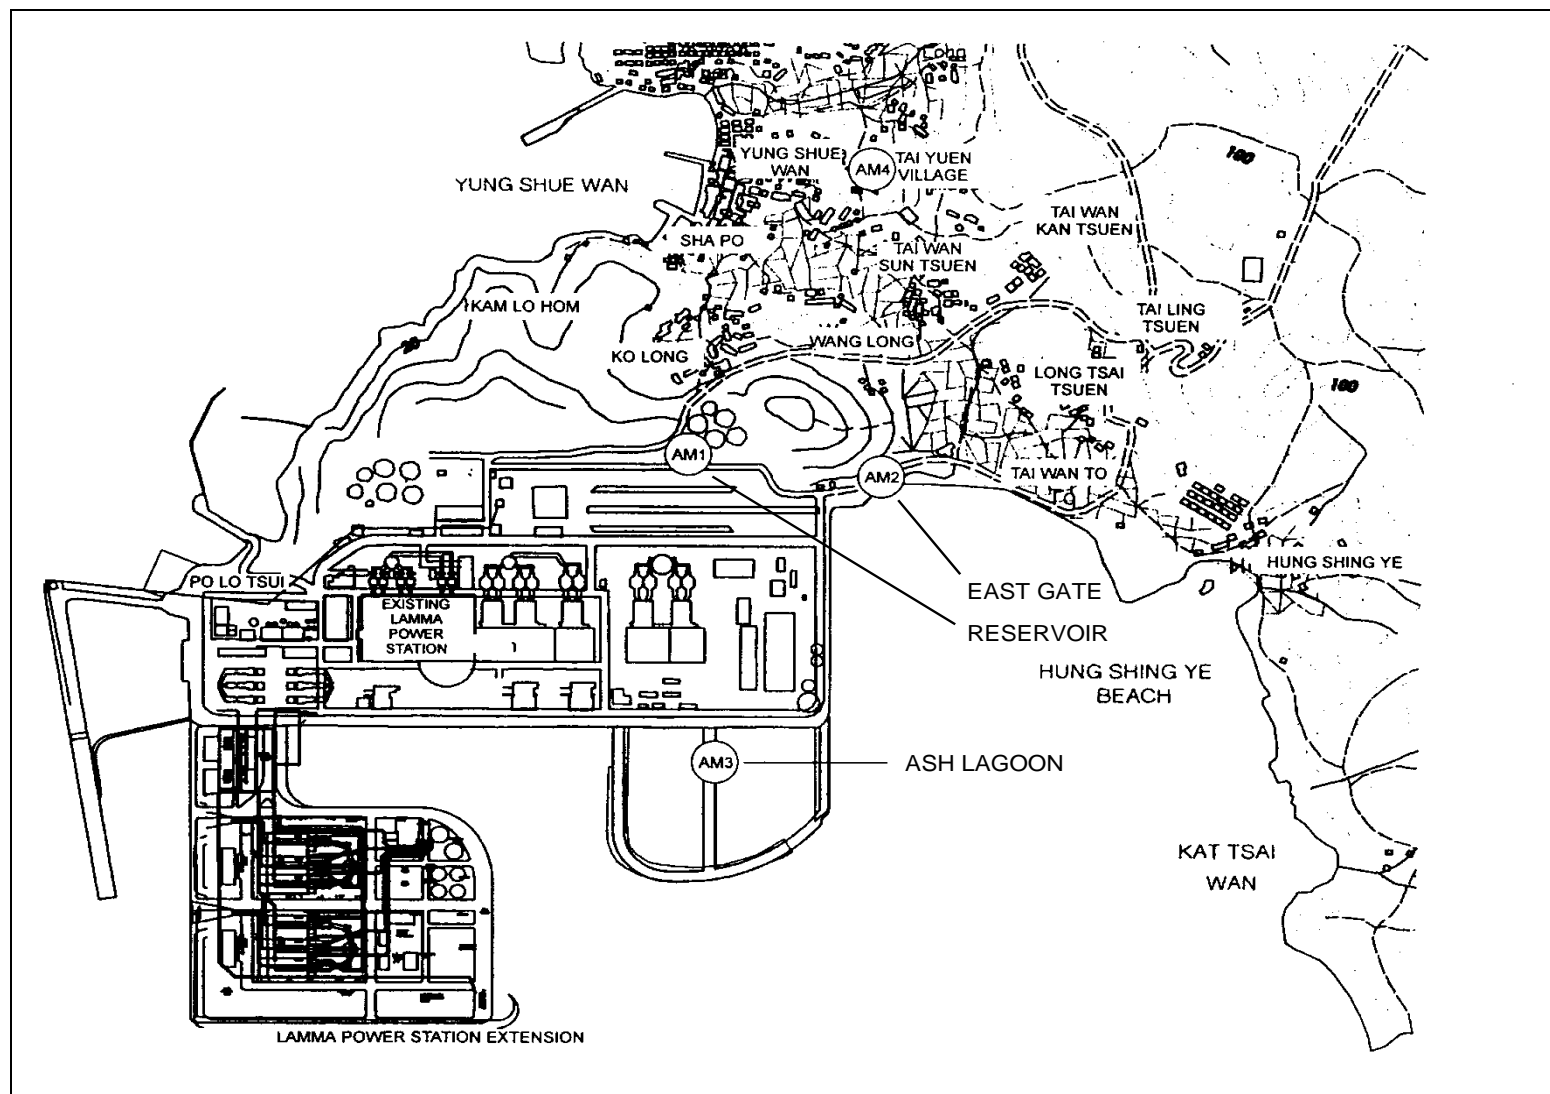 YUNG SHUE
WAN
AM4
TAI YUEN
VILLAGE
100
YUNG SHUE WAN
TAI WAN
KAN TSUEN
SHA PO
TAI WAN
SUN TSUEN
KAM LO HOM
TAI LING
TSUEN
KO LONG
WANG LONG
LONG TSAI
TSUEN
100
AM1
AM2
TAI WAN TO
PO LO TSUI
HUNG SHING YE
EXISTING
LAMMA
POWER
STATION
EAST GATE
RESERVOIR
HUNG SHING YE
BEACH
AM3
ASH LAGOON
KAT TSAI
WAN
LAMMA POWER STATION EXTENSION